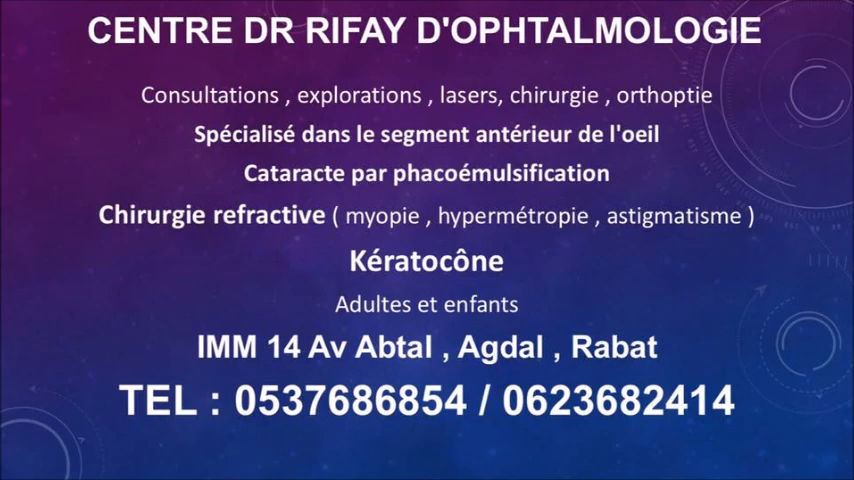 CENTRE DR RIFAY D'OPHTALMOLOGIE
Consultations , explorations , lasers, chirurgie , orthoptie
Spécialisé dans le segment antérieur de l'oeil
Cataracte par phacoémulsification
Chirurgie refractive ( myopie , hypermétropie , astigmatisme )
Kératocône
Adultes et enfants
IMM 14 Av Abtal , Agdal , Rabat
TEL : 0537686854 / 0623682414